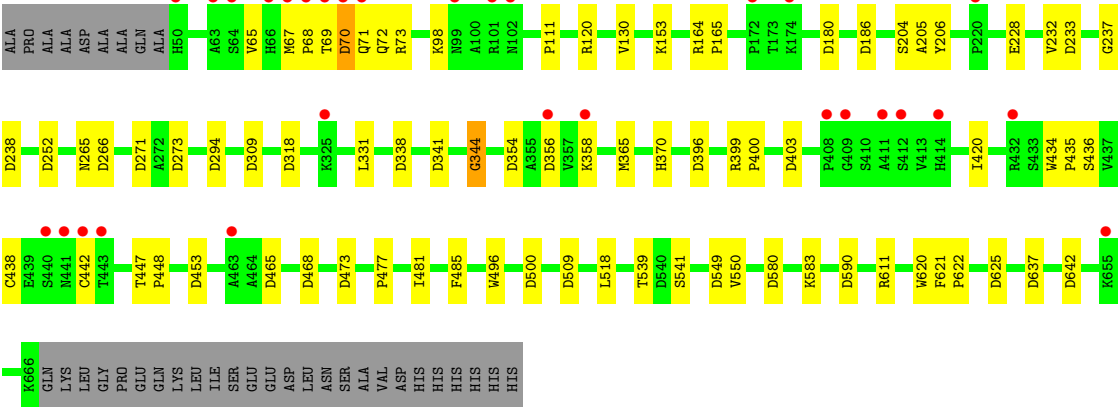 ALA PRO ALA ALA ASP ALA ALA GLN ALA H50 A63 S64 V65 H66 M67 P68 T69 D70 Q71 Q72 R73 K98 N99 A100 R101 N102 P111 R120 V130 K153 R164 P165 P172 T173 K174 D180 D186 S204 A205 Y206 P220 E228 V232 D233 G237
D238 D252 N265 D266 D271 A272 D273 D294 D309 D318 K325 L331 D338 D341 G344 D354 A355 D356 V357 K358 M365 H370 D396 R399 P400 D403 P408 G409 S410 A411 S412 V413 H414 I420 R432 S433 W434 P435 S436 V437
C438 E439 S440 N441 C442 T443 T447 P448 D453 A463 A464 D465 D468 D473 P477 I481 F485 W496 D500 D509 L518 T539 D540 S541 D549 V550 D580 K583 D590 R611 W620 F621 P622 D625 D637 D642 K655
K666 GLN LYS LEU GLY PRO GLU GLN LYS LEU ILE SER GLU GLU ASP LEU ASN SER ALA VAL ASP HIS HIS HIS HIS HIS HIS